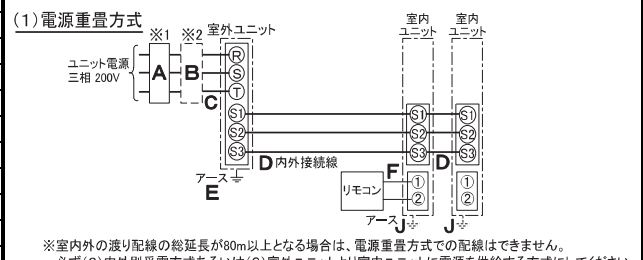 (1)電源重畳方式
※1 ※2 室外ユニット
室内
ユニット
室内
ユニット
ユニット電源
三相 200V
A
B
C
R
S
T
S1
S2
S3
S1
S2
S3
S1
S2
S3
D 内外接続線
D
アース
E
F
リモコン
①
②
①
②
アース J
J
※室内外の渡り配線の総延長が80m以上となる場合は、電源重畳方式での配線はできません。